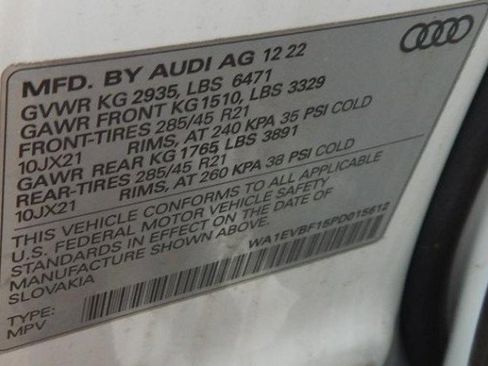 MFD. BY AUDI AG 12 22
GVWR KG 2935, LBS 6471
GAWR FRONT KG1510, LBS 3329
FRONT-TIRES 285/45 R21
10JX21 RIMS, AT 240 KPA 35 PSI COLD
GAWR REAR KG 1765 LBS 3891
REAR-TIRES 285/45 R21
10JX21 RIMS, AT 260 KPA 38 PSI COLD
THIS VEHICLE CONFORMS TO ALL APPLICABLE
U.S. FEDERAL MOTOR VEHICLE SAFETY
STANDARDS IN EFFECT ON THE DATE OF
MANUFACTURE SHOWN ABOVE.
SLOVAKIA
WA1EVBF15PD015612
TYPE:
MPV